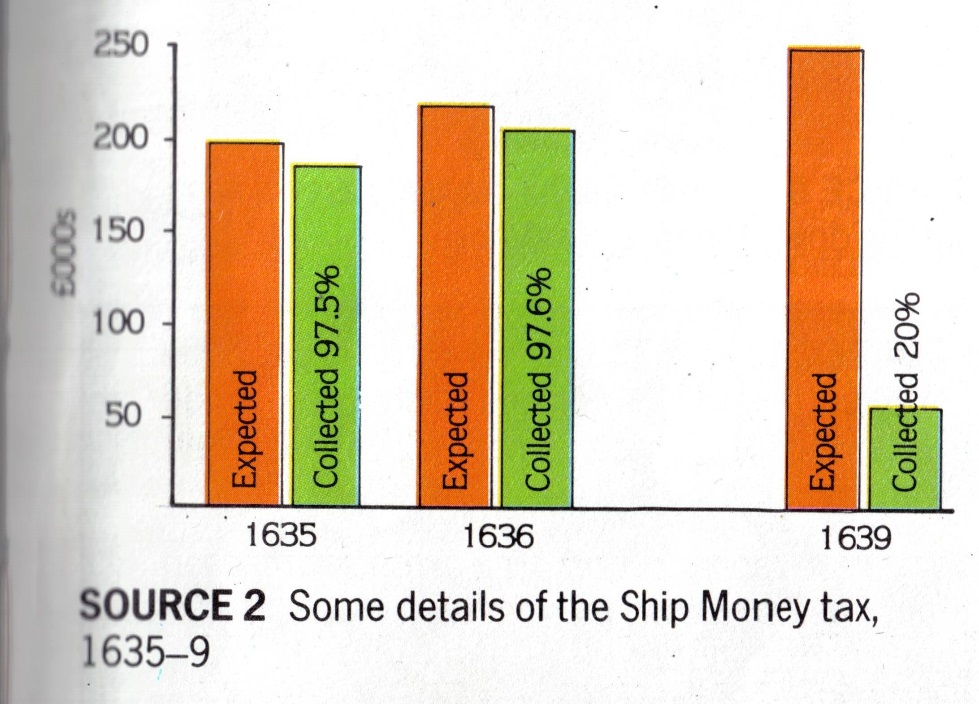 250
200
150
100
50
£000s
Expected
Collected 97.5%
Expected
Collected 97.6%
Expected
Collected 20%
1635
1636
1639
SOURCE 2 Some details of the Ship Money tax,
1635–9